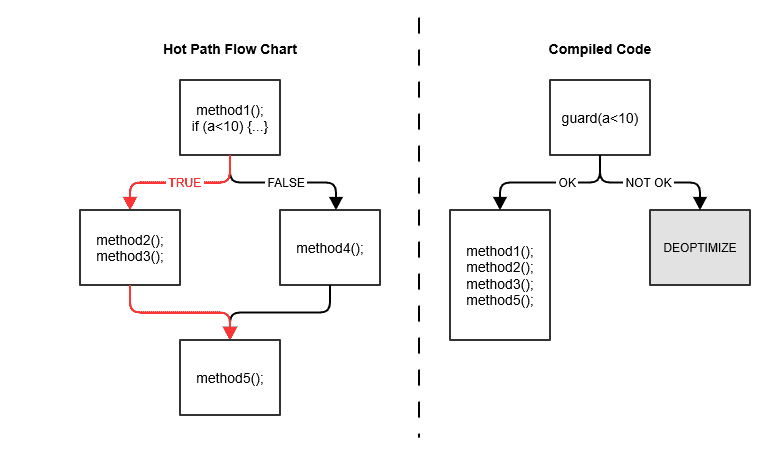 Hot Path Flow Chart
method1();
if (a<10) {...}
TRUE
FALSE
method2();
method3();
method4();
method5();
Compiled Code
guard(a<10)
OK
NOT OK
method1();
method2();
method3();
method5();
DEOPTIMIZE